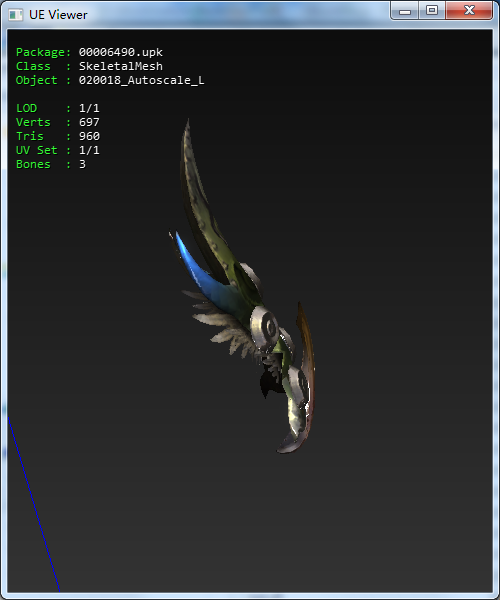 UE Viewer
Package: 00006490.upk
Class : SkeletalMesh
Object : 020018_Autoscale_L
LOD : 1/1
Verts : 697
Tris : 960
UV Set : 1/1
Bones : 3